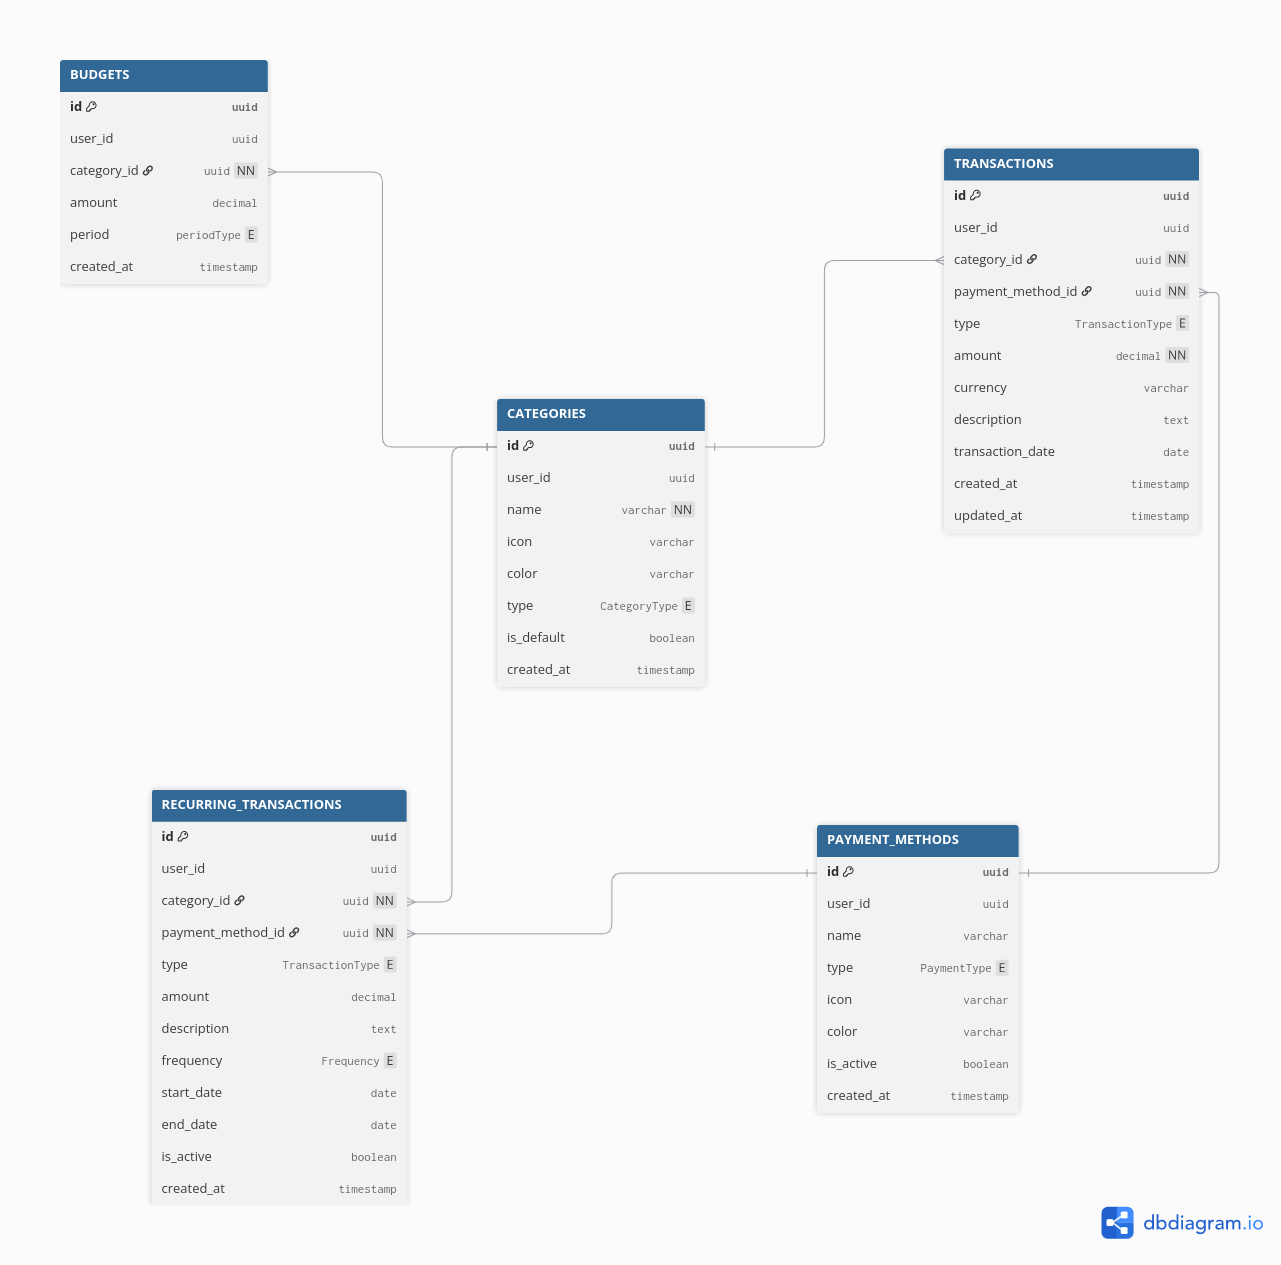 BUDGETS
id uuid
user_id uuid
category_id uuid NN
amount decimal
period periodType E
created_at timestamp
TRANSACTIONS
id uuid
user_id uuid
category_id uuid NN
payment_method_id uuid NN
type TransactionType E
amount decimal NN
currency varchar
description text
transaction_date date
created_at timestamp
updated_at timestamp
CATEGORIES
id uuid
user_id uuid
name varchar NN
icon varchar
color varchar
type CategoryType E
is_default boolean
created_at timestamp
RECURRING_TRANSACTIONS
id uuid
user_id uuid
category_id uuid NN
payment_method_id uuid NN
type TransactionType E
amount decimal
description text
frequency Frequency E
start_date date
end_date date
is_active boolean
created_at timestamp
PAYMENT_METHODS
id uuid
user_id uuid
name varchar
type PaymentType E
icon varchar
color varchar
is_active boolean
created_at timestamp
dbdiagram.io